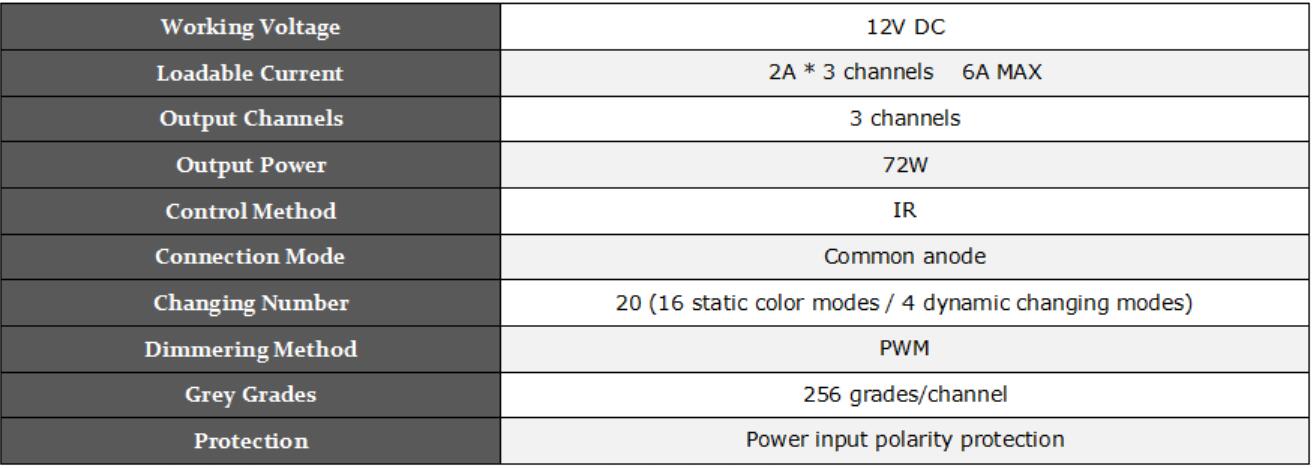 Working Voltage 12V DC
Loadable Current 2A * 3 channels 6A MAX
Output Channels 3 channels
Output Power 72W
Control Method IR
Connection Mode Common anode
Changing Number 20 (16 static color modes / 4 dynamic changing modes)
Dimmering Method PWM
Grey Grades 256 grades/channel
Protection Power input polarity protection